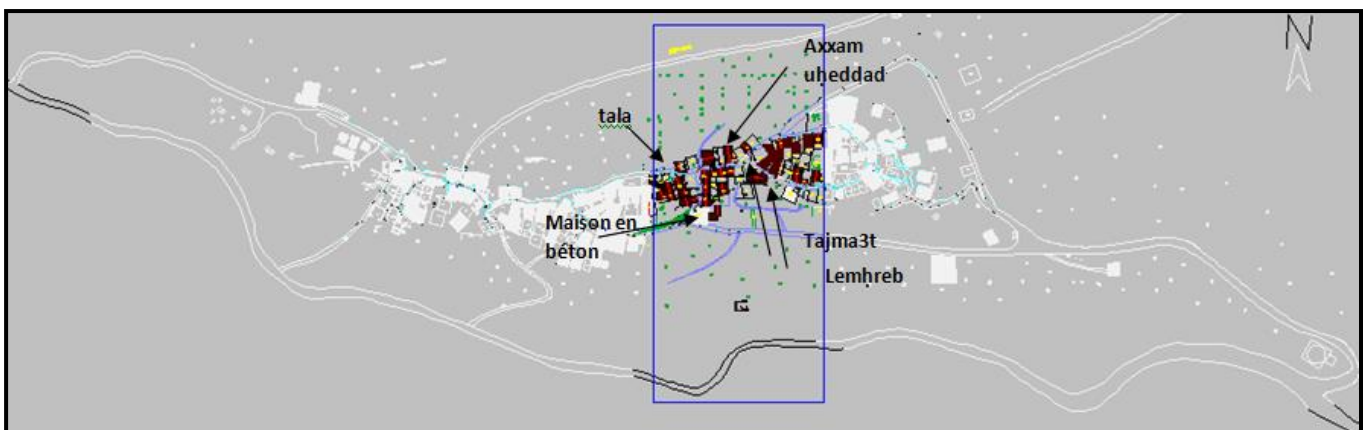 N
Axxam
uheddad
tala
Maison en
béton
Tajma3t
Lemhreb